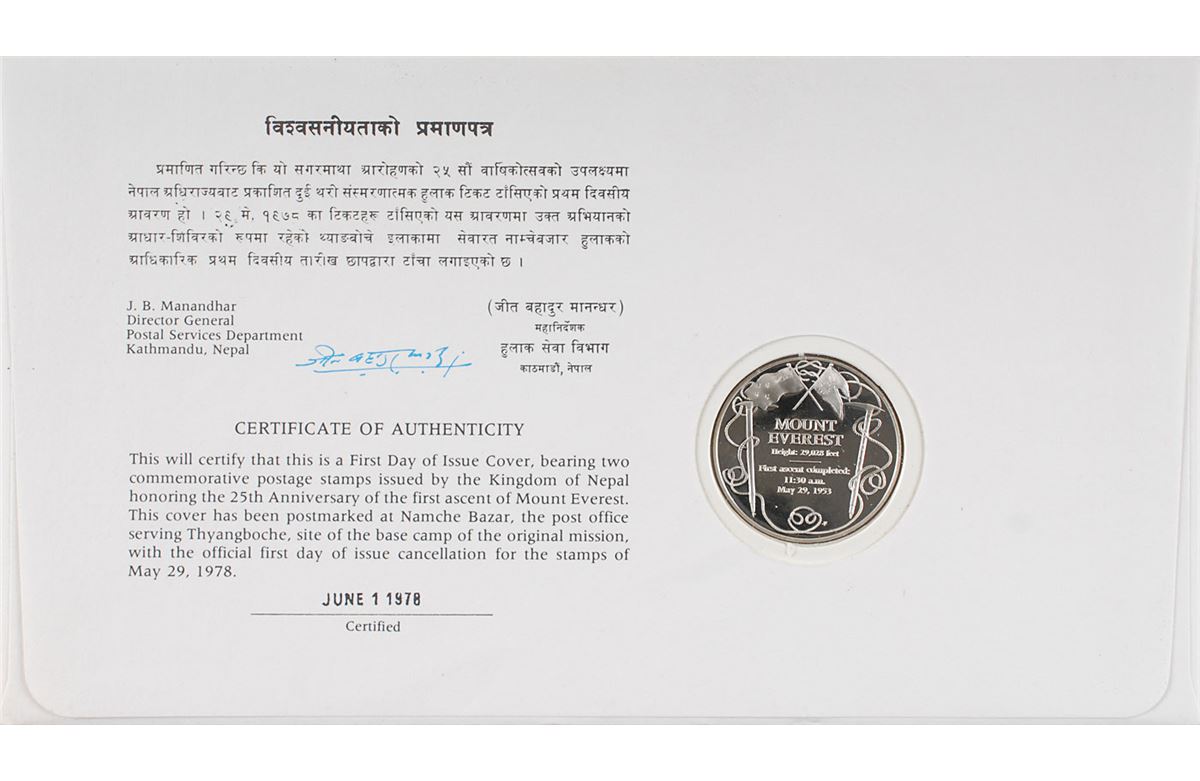 विश्वसनीयताको प्रमाणपत्र
प्रमाणित गरिन्छ कि यो सगरमाथा आरोहणको २५ सौं वार्षिकोत्सवको उपलक्ष्यमा
नेपाल अधिराज्यबाट प्रकाशित दुई थरी संस्मरणात्मक हुलाक टिकट टाँसिएको प्रथम दिवसीय
आवरण हो । २९ मे, १९७८ का टिकटहरू टाँसिएको यस आवरणमा उक्त अभियानको
आधार-शिविरको रूपमा रहेको थ्याङबोचे इलाकामा सेवारत नाम्चेबजार हुलाकको
आधिकारिक प्रथम दिवसीय तारीख छापद्वारा टाँचा लगाइएको छ ।
J. B. Manandhar
Director General
Postal Services Department
Kathmandu, Nepal
(जीत बहादुर मानन्धर)
महानिर्देशक
हुलाक सेवा विभाग
काठमाडौं, नेपाल
CERTIFICATE OF AUTHENTICITY
This will certify that this is a First Day of Issue Cover, bearing two
commemorative postage stamps issued by the Kingdom of Nepal
honoring the 25th Anniversary of the first ascent of Mount Everest.
This cover has been postmarked at Namche Bazar, the post office
serving Thyangboche, site of the base camp of the original mission,
with the official first day of issue cancellation for the stamps of
May 29, 1978.
JUNE 1 1978
Certified
MOUNT
EVEREST
Height: 29,028 feet
First ascent completed:
11:30 a.m.
May 29, 1953